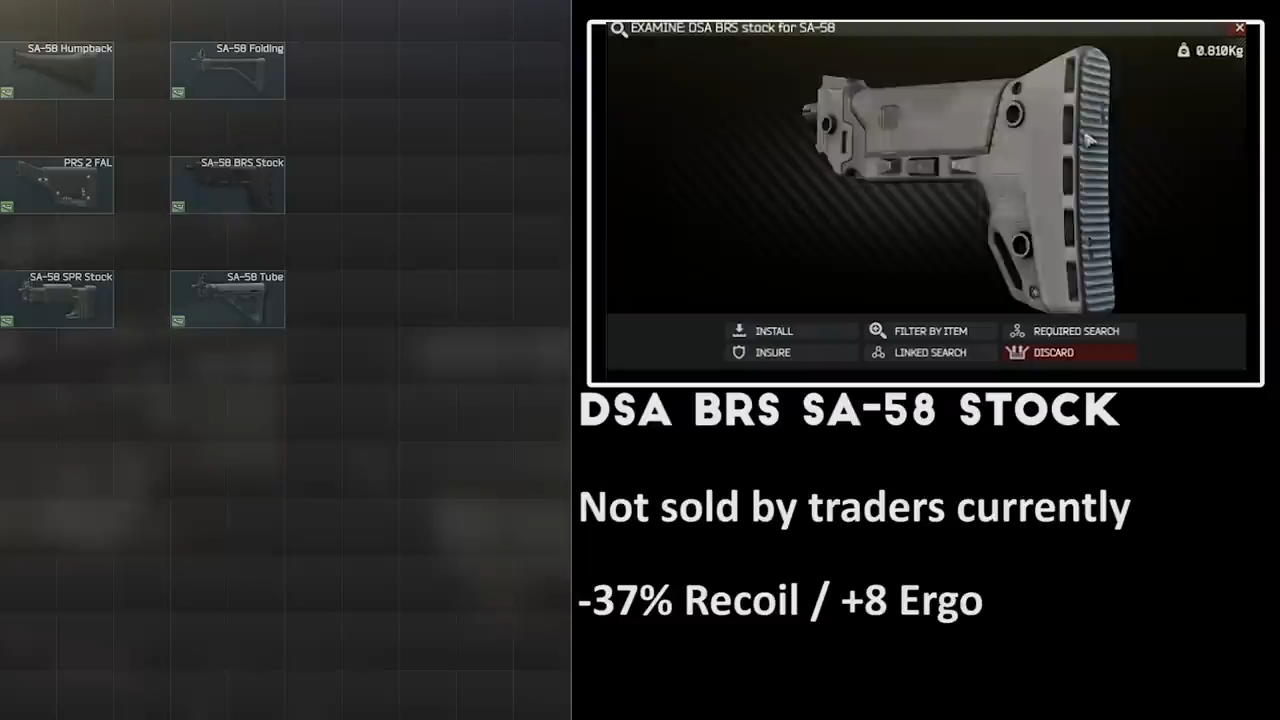 SA-58 Humpback
SA-58 Folding
PRS 2 FAL
SA-58 BRS Stock
SA-58 SPR Stock
SA-58 Tube
EXAMINE: DSA BRS stock for SA-58
0.810Kg
INSTALL
FILTER BY ITEM
REQUIRED SEARCH
INSURE
LINKED SEARCH
DISCARD
DSA BRS SA-58 STOCK
Not sold by traders currently
-37% Recoil / +8 Ergo